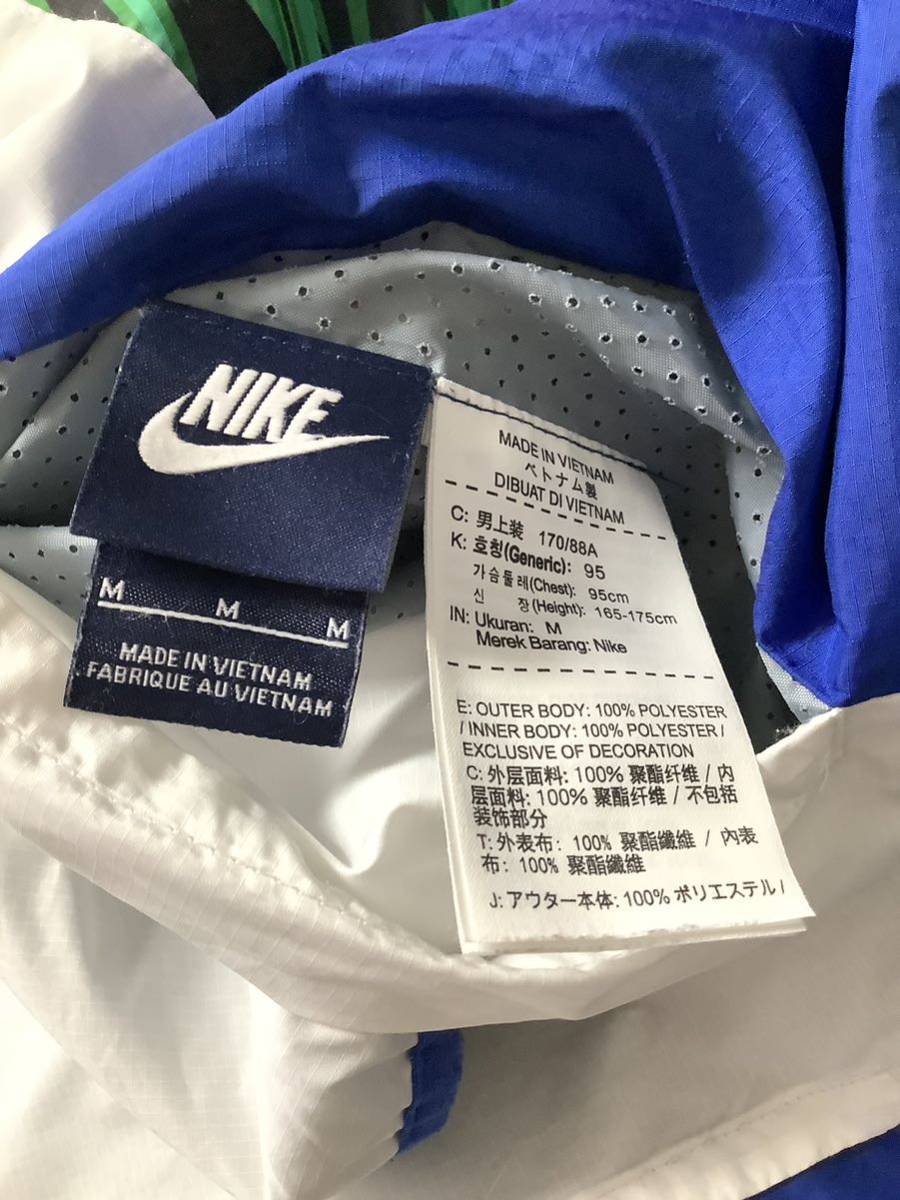 NIKE
M
M
M
MADE IN VIETNAM
FABRIQUE AU VIETNAM
MADE IN VIETNAM
ベトナム製
DIBUAT DI VIETNAM
C: 男上装 170/88A
K: 호칭(Generic): 95
가슴둘레(Chest): 95cm
신 장(Height): 165-175cm
IN: Ukuran: M
Merek Barang: Nike
E: OUTER BODY: 100% POLYESTER
/ INNER BODY: 100% POLYESTER /
EXCLUSIVE OF DECORATION
C: 外层面料: 100% 聚酯纤维 / 内
层面料: 100% 聚酯纤维 / 不包括
装饰部分
T: 外表布: 100% 聚酯纖維 / 內表
布: 100% 聚酯纖維
J: アウター本体: 100% ポリエステル /